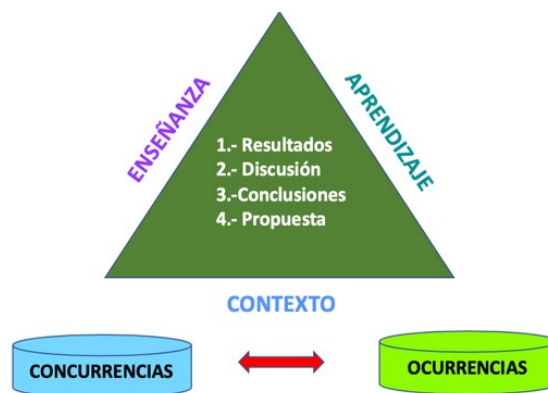 ENSEÑANZA
APRENDIZAJE
1.- Resultados
2.- Discusión
3.-Conclusiones
4.- Propuesta
CONTEXTO
CONCURRENCIAS
OCURRENCIAS